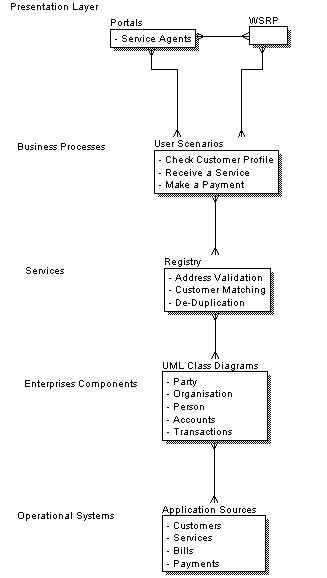 Presentation Layer
Portals
WSRP
- Service Agents
Business Processes
User Scenarios
- Check Customer Profile
- Receive a Service
- Make a Payment
Services
Registry
- Address Validation
- Customer Matching
- De-Duplication
Enterprises Components
UML Class Diagrams
- Party
- Organisation
- Person
- Accounts
- Transactions
Operational Systems
Application Sources
- Customers
- Services
- Bills
- Payments